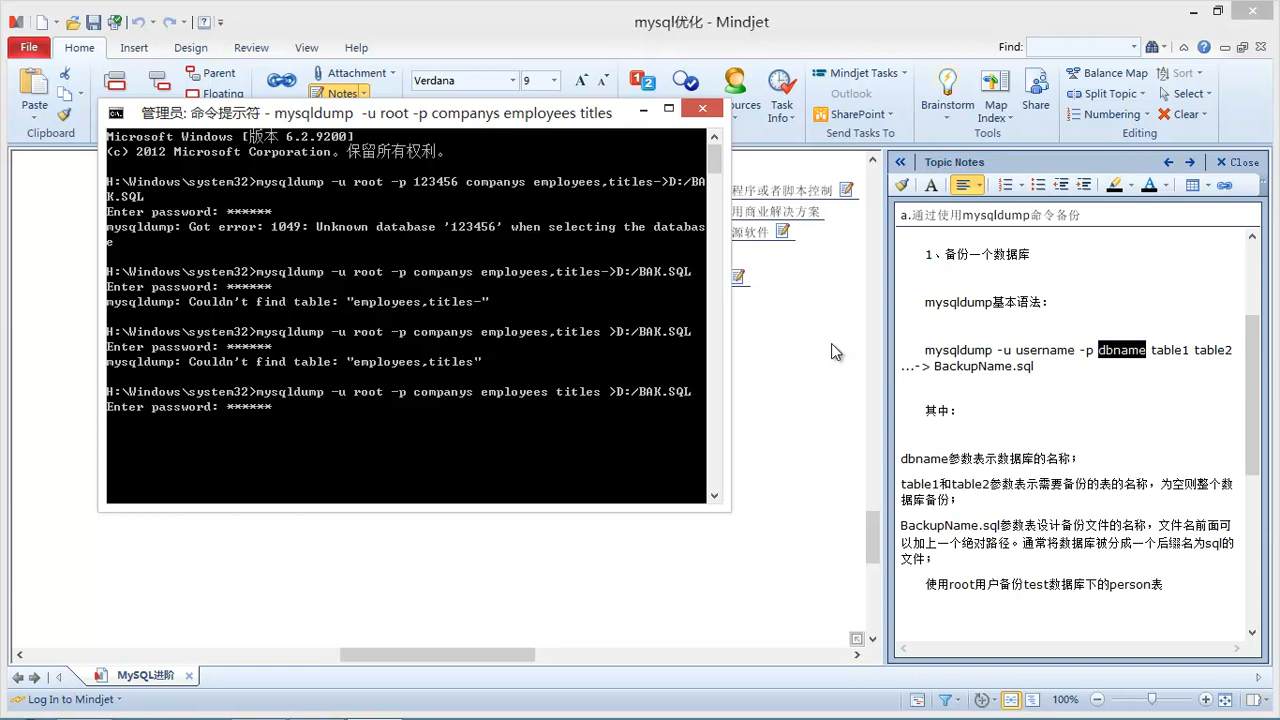 mysql优化 - Mindjet
File Home Insert Design Review View Help Find:
Paste
Clipboard
Parent
Floating
Attachment
Notes
Verdana 9
Task Info
Mindjet Tasks
Outlook
SharePoint
Send Tasks To
Brainstorm
Map Index
Share
Tools
Balance Map
Split Topic
Numbering
Sort
Select
Clear
Editing
管理员: 命令提示符 - mysqldump -u root -p companys employees titles
Microsoft Windows [版本 6.2.9200]
(c) 2012 Microsoft Corporation。保留所有权利。
H:\Windows\system32>mysqldump -u root -p 123456 companys employees,titles->D:/BA
K.SQL
Enter password: ******
mysqldump: Got error: 1049: Unknown database '123456' when selecting the databas
e
H:\Windows\system32>mysqldump -u root -p companys employees,titles->D:/BAK.SQL
Enter password: ******
mysqldump: Couldn't find table: "employees,titles-"
H:\Windows\system32>mysqldump -u root -p companys employees,titles >D:/BAK.SQL
Enter password: ******
mysqldump: Couldn't find table: "employees,titles"
H:\Windows\system32>mysqldump -u root -p companys employees titles >D:/BAK.SQL
Enter password: ******
程序或者脚本控制
用商业解决方案
源软件
Topic Notes
Close
a.通过使用mysqldump命令备份
1、备份一个数据库
mysqldump基本语法：
mysqldump -u username -p dbname table1 table2
...-> BackupName.sql
其中：
dbname参数表示数据库的名称；
table1和table2参数表示需要备份的表的名称，为空则整个数
据库备份；
BackupName.sql参数表设计备份文件的名称，文件名前面可
以加上一个绝对路径。通常将数据库被分成一个后缀名为sql的
文件；
使用root用户备份test数据库下的person表
MySQL进阶
Log In to Mindjet
100%